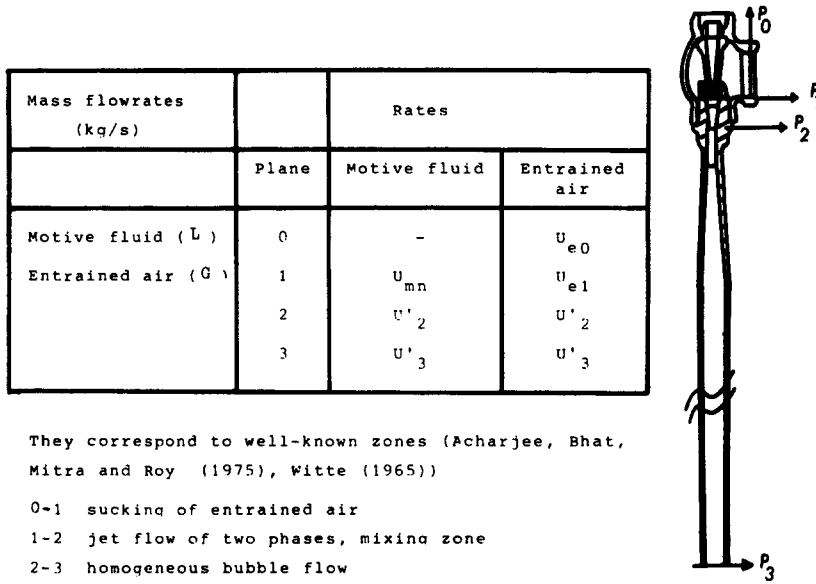 Mass flowrates
(kg/s)
Rates
Plane
Motive fluid
Entrained
air
Motive fluid (L)
0
-
U e0
Entrained air (G)
1
U mn
U e1
2
U'2
U'2
3
U'3
U'3
They correspond to well-known zones (Acharjee, Bhat,
Mitra and Roy (1975), Witte (1965))
0-1 sucking of entrained air
1-2 jet flow of two phases, mixing zone
2-3 homogeneous bubble flow
P0
P2
P3